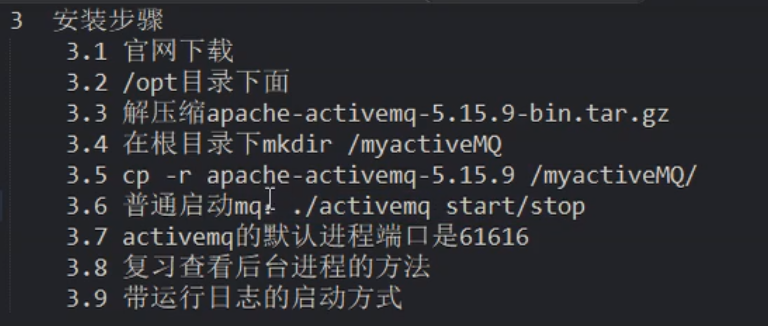 3 安装步骤
3.1 官网下载
3.2 /opt目录下面
3.3 解压缩apache-activemq-5.15.9-bin.tar.gz
3.4 在根目录下mkdir /myactiveMQ
3.5 cp -r apache-activemq-5.15.9 /myactiveMQ/
3.6 普通启动mq: ./activemq start/stop
3.7 activemq的默认进程端口是61616
3.8 复习查看后台进程的方法
3.9 带运行日志的启动方式